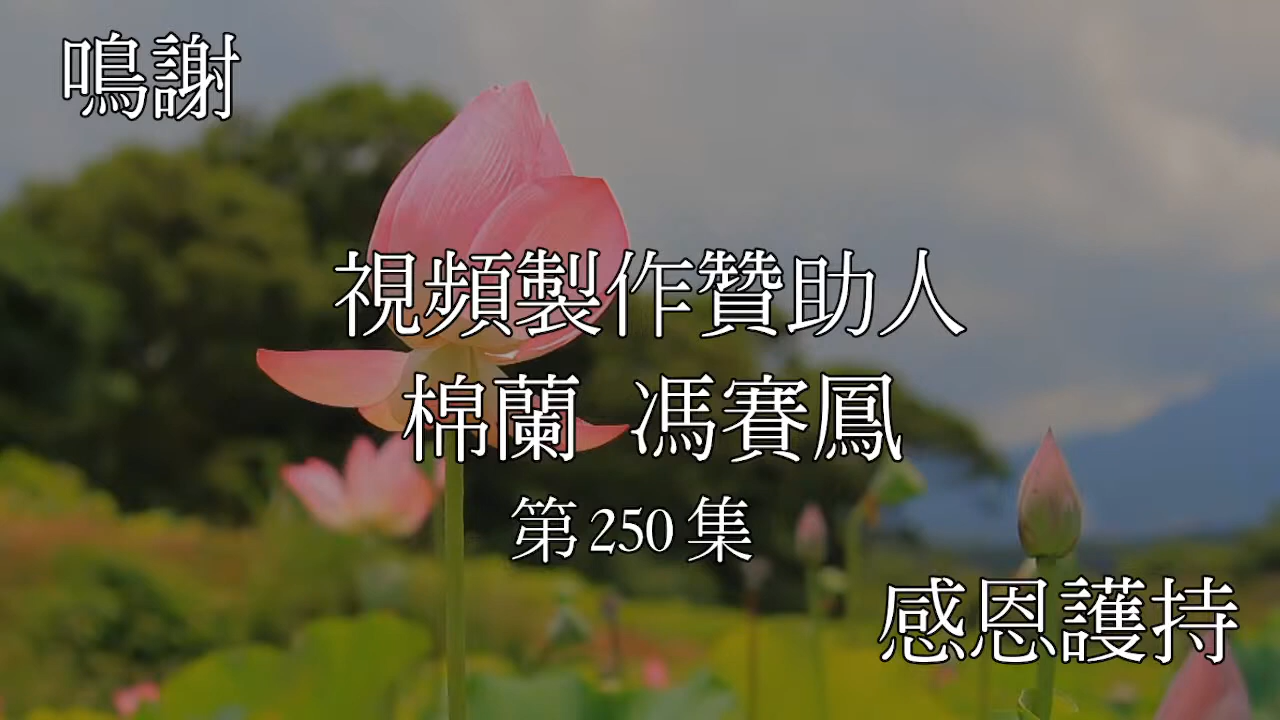 鳴謝
視頻製作贊助人
棉蘭 馮賽鳳
第250集
感恩護持